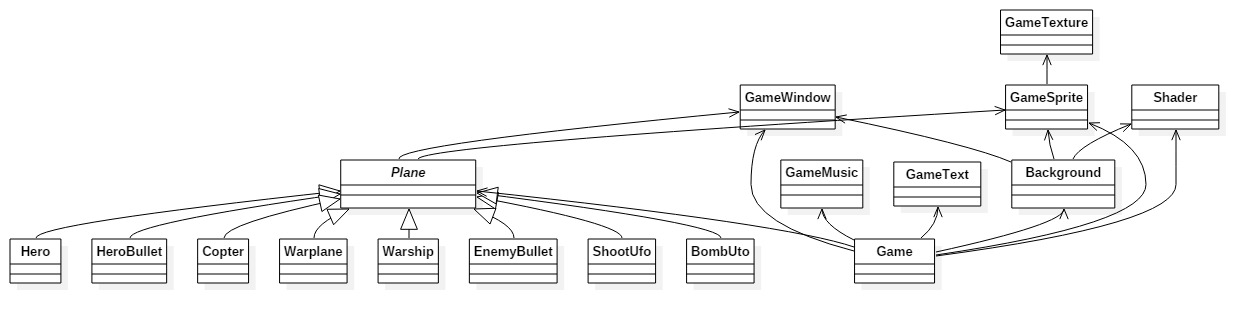 GameTexture
GameWindow
GameSprite
Shader
Plane
GameMusic
GameText
Background
Hero
HeroBullet
Copter
Warplane
Warship
EnemyBullet
ShootUfo
BombUto
Game